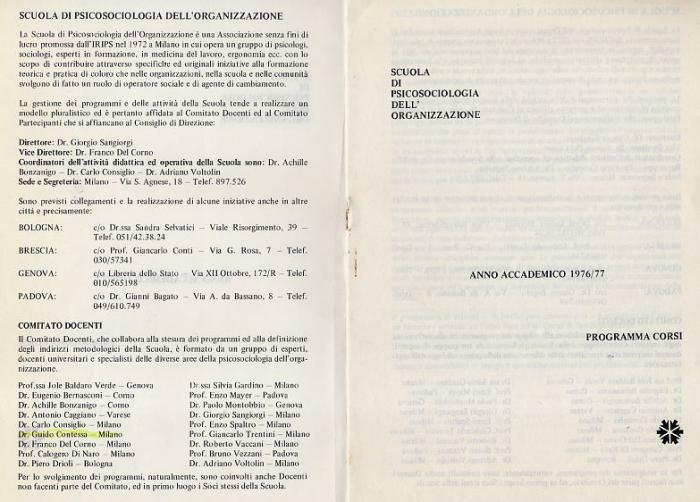 SCUOLA DI PSICOSOCIOLOGIA DELL'ORGANIZZAZIONE
La Scuola di Psicosociologia dell'Organizzazione è una Associazione senza fini di
lucro promossa dall'IRIPS nel 1972 a Milano in cui opera un gruppo di psicologi,
sociologi, esperti in formazione, in medicina del lavoro, ergonomia ecc. con lo
scopo di contribuire attraverso specifiche ed originali iniziative alla formazione
teorica e pratica di coloro che nelle organizzazioni, nella scuola e nelle comunità
svolgono di fatto un ruolo di operatore sociale e di agente di cambiamento.
La gestione dei programmi e delle attività della Scuola tende a realizzare un
modello pluralistico ed è pertanto affidata al Comitato Docenti ed al Comitato
Partecipanti che si affiancano al Consiglio di Direzione:
Direttore: Dr. Giorgio Sangiorgi
Vice Direttore: Dr. Franco Del Corno
Coordinatori dell'attività didattica ed operativa della Scuola sono: Dr. Achille
Bonzanigo – Dr. Carlo Consiglio – Dr. Adriano Voltolin
Sede e Segreteria: Milano – Via S. Agnese, 18 – Telef. 897.526
Sono previsti collegamenti e la realizzazione di alcune iniziative anche in altre
città e precisamente:
BOLOGNA: c/o Dr.ssa Sandra Selvatici – Viale Risorgimento, 39 –
Telef. 051/42.38.24
BRESCIA: c/o Prof. Giancarlo Conti – Via G. Rosa, 7 – Telef.
030/57341
GENOVA: c/o Libreria dello Stato – Via XII Ottobre, 172/R – Telef.
010/565198
PADOVA: c/o Dr. Gianni Bagato – Via A. da Bassano, 8 – Telef.
049/610.749
COMITATO DOCENTI
Il Comitato Docenti, che collabora alla stesura dei programmi ed alla definizione
degli indirizzi metodologici della Scuola, è formato da un gruppo di esperti,
docenti universitari e specialisti delle diverse aree della psicosociologia dell'orga-
nizzazione.
Prof.ssa Jole Baldaro Verde – Genova
Dr. Eugenio Bernasconi – Como
Dr. Achille Bonzanigo – Como
Dr. Antonio Caggiano – Varese
Dr. Carlo Consiglio – Milano
Dr. Guido Contessa – Milano
Dr. Franco Del Corno – Milano
Prof. Calogero Di Naro – Milano
Dr. Piero Drioli – Bologna
Dr.ssa Silvia Gardino – Milano
Prof. Enzo Mayer – Padova
Dr. Paolo Montobbio – Genova
Dr. Giorgio Sangiorgi – Milano
Prof. Enzo Spaltro – Milano
Prof. Giancarlo Trentini – Milano
Dr. Roberto Vaccani – Milano
Prof. Bruno Vezzani – Padova
Dr. Adriano Voltolin – Milano
Per lo svolgimento dei programmi, naturalmente, sono coinvolti anche Docenti
non facenti parte del Comitato, ed in primo luogo i Soci stessi della Scuola.
SCUOLA
DI
PSICOSOCIOLOGIA
DELL'
ORGANIZZAZIONE
ANNO ACCADEMICO 1976/77
PROGRAMMA CORSI